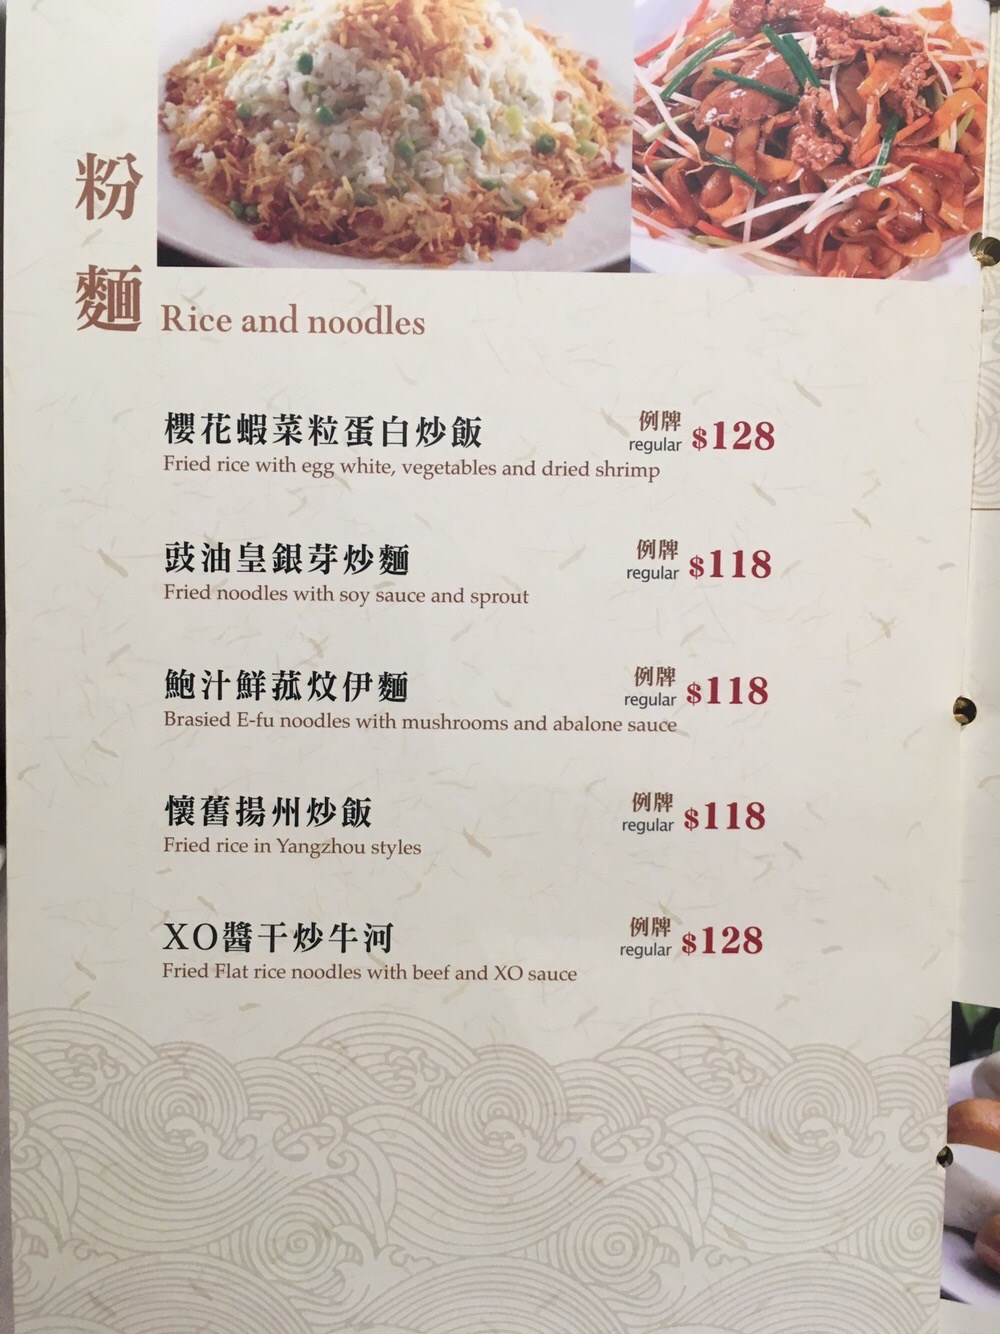 粉麵
Rice and noodles
櫻花蝦菜粒蛋白炒飯 例牌 regular $128
Fried rice with egg white, vegetables and dried shrimp
豉油皇銀芽炒麵 例牌 regular $118
Fried noodles with soy sauce and sprout
鮑汁鮮菰炆伊麵 例牌 regular $118
Brasied E-fu noodles with mushrooms and abalone sauce
懷舊揚州炒飯 例牌 regular $118
Fried rice in Yangzhou styles
XO醬干炒牛河 例牌 regular $128
Fried Flat rice noodles with beef and XO sauce